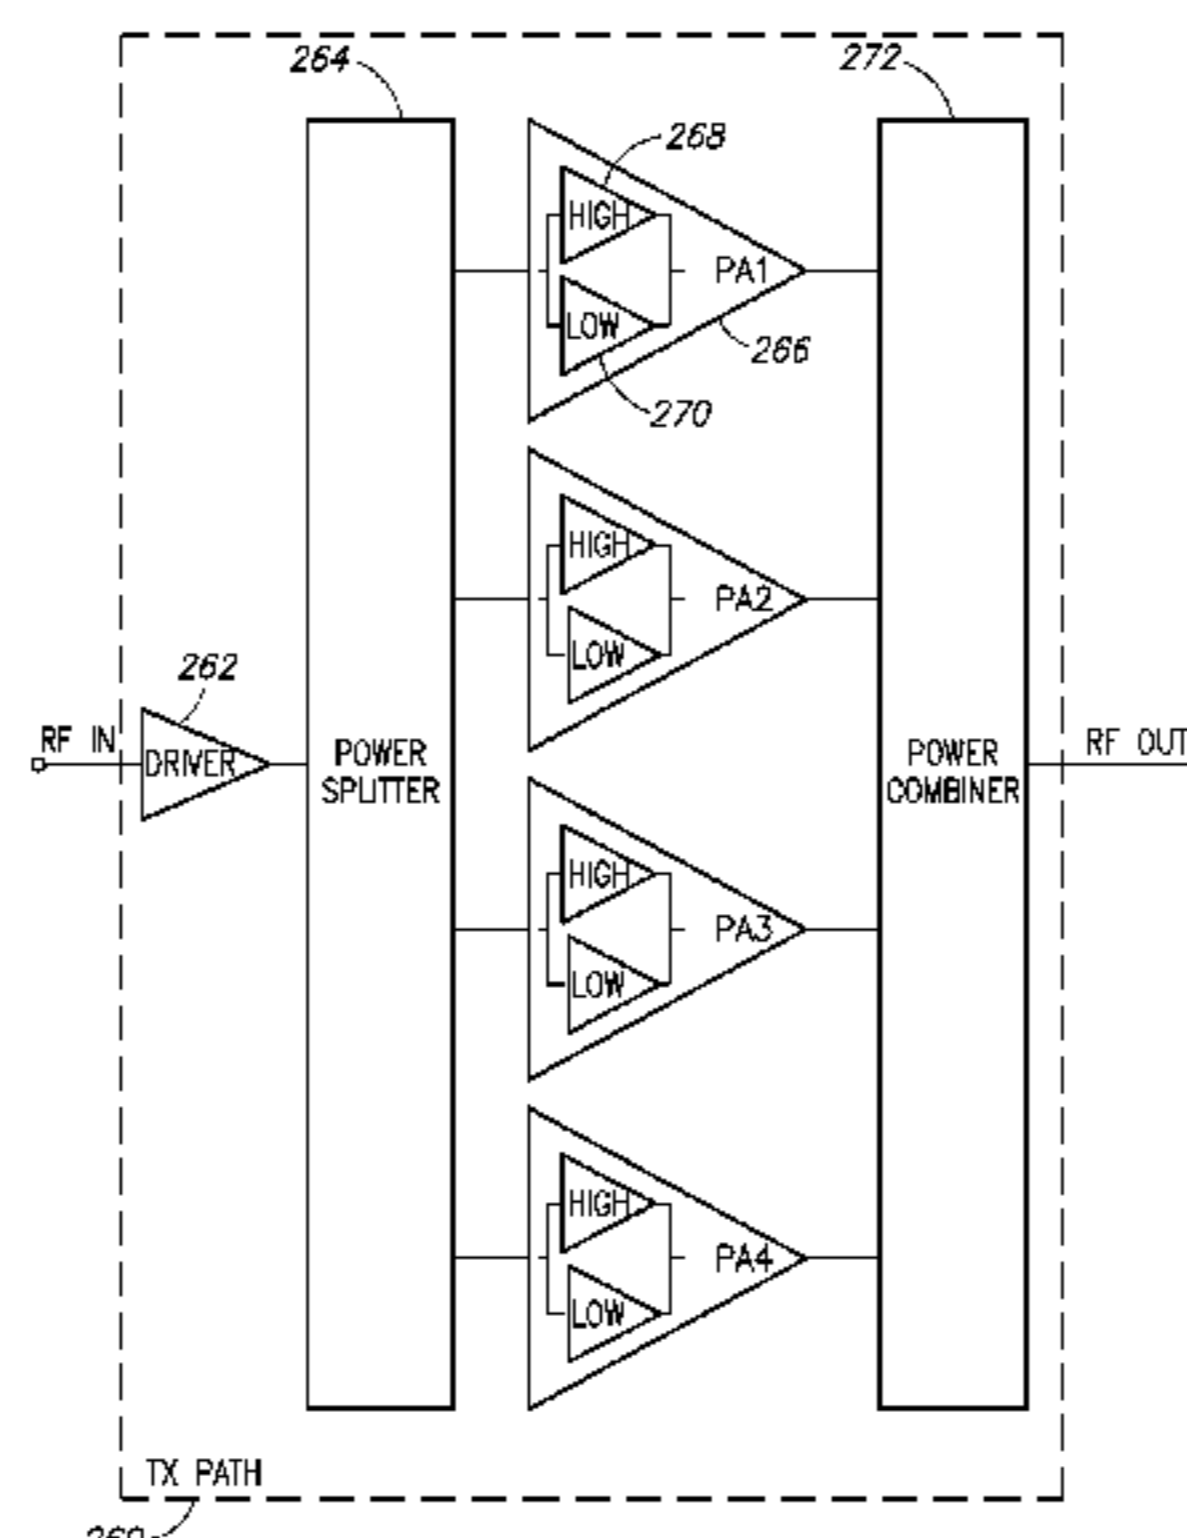 264
272
268
HIGH
PA1
LOW
266
270
HIGH
PA2
LOW
262
RF IN
DRIVER
POWER
SPLITTER
POWER
COMBINER
RF OUT
HIGH
PA3
LOW
HIGH
PA4
LOW
TX PATH